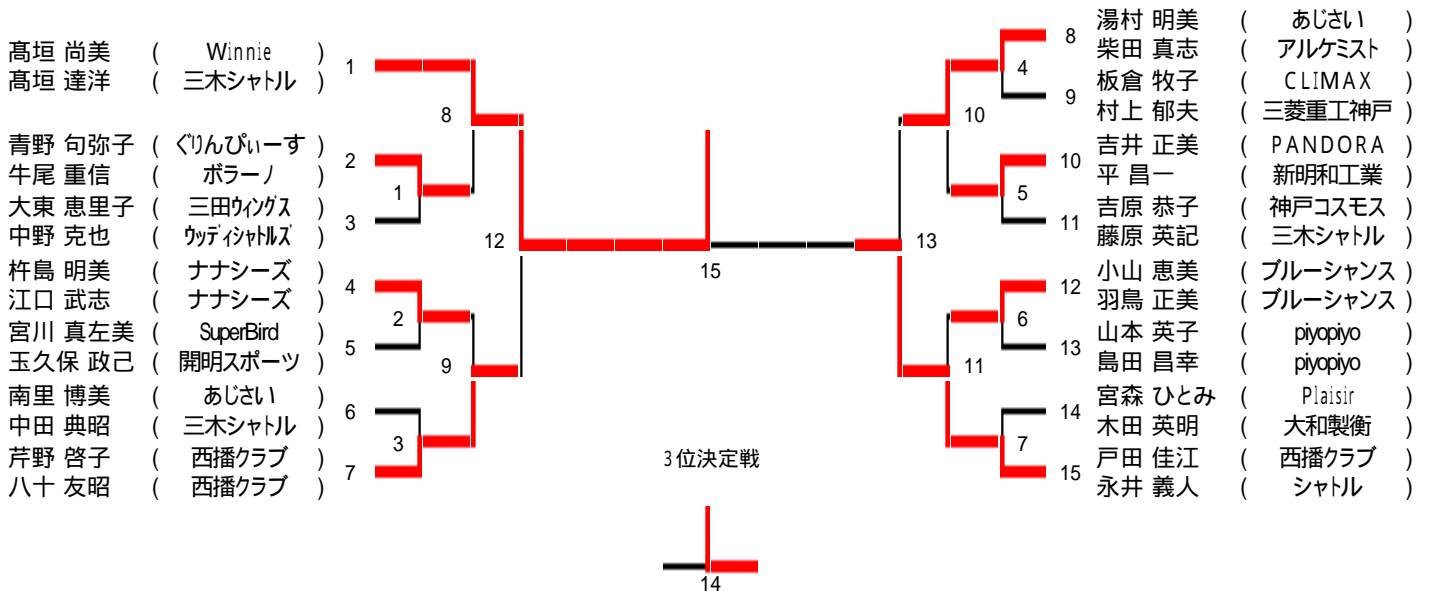 髙垣 尚美 ( Winnie ) 1
髙垣 達洋 ( 三木シャトル )
8
青野 句弥子 ( ぐりんぴぃーす ) 2
牛尾 重信 ( ボラーノ )
1
大東 恵里子 ( 三田ウィングス ) 3
中野 克也 ( ウッディシャトルズ )
12
杵島 明美 ( ナナシーズ ) 4
江口 武志 ( ナナシーズ )
2
宮川 真左美 ( SuperBird ) 5
玉久保 政己 ( 開明スポーツ )
9
南里 博美 ( あじさい ) 6
中田 典昭 ( 三木シャトル )
3
芹野 啓子 ( 西播クラブ ) 7
八十 友昭 ( 西播クラブ )
15
3位決定戦
14
8 湯村 明美 ( あじさい )
柴田 真志 ( アルケミスト )
4
9 板倉 牧子 ( CLIMAX )
村上 郁夫 ( 三菱重工神戸 )
10
10 吉井 正美 ( PANDORA )
平 昌一 ( 新明和工業 )
5
11 吉原 恭子 ( 神戸コスモス )
藤原 英記 ( 三木シャトル )
13
12 小山 恵美 ( ブルーシャンス )
羽鳥 正美 ( ブルーシャンス )
6
13 山本 英子 ( piyopiyo )
島田 昌幸 ( piyopiyo )
11
14 宮森 ひとみ ( Plaisir )
木田 英明 ( 大和製衡 )
7
15 戸田 佳江 ( 西播クラブ )
永井 義人 ( シャトル )